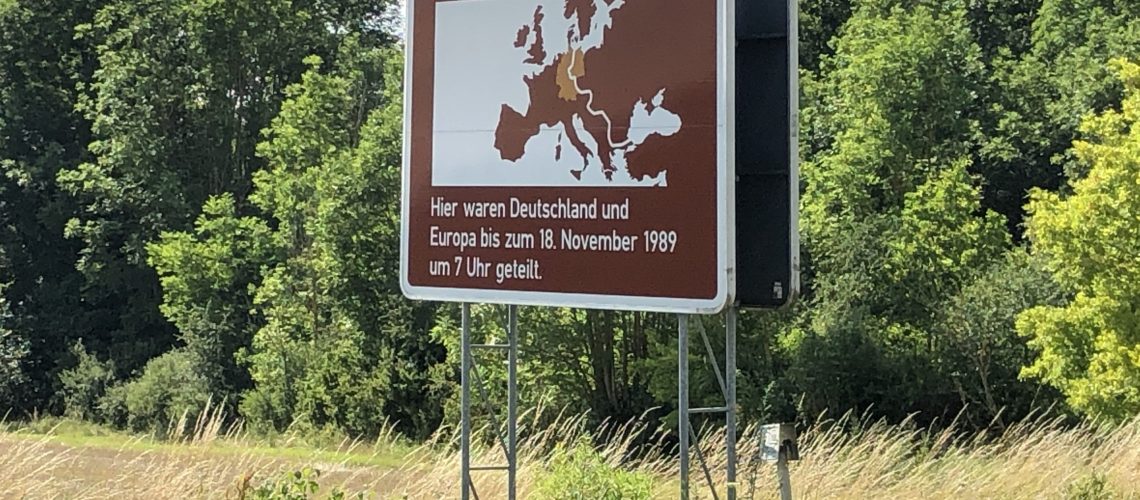 Hier waren Deutschland und
Europa bis zum 18. November 1989
um 7 Uhr geteilt.